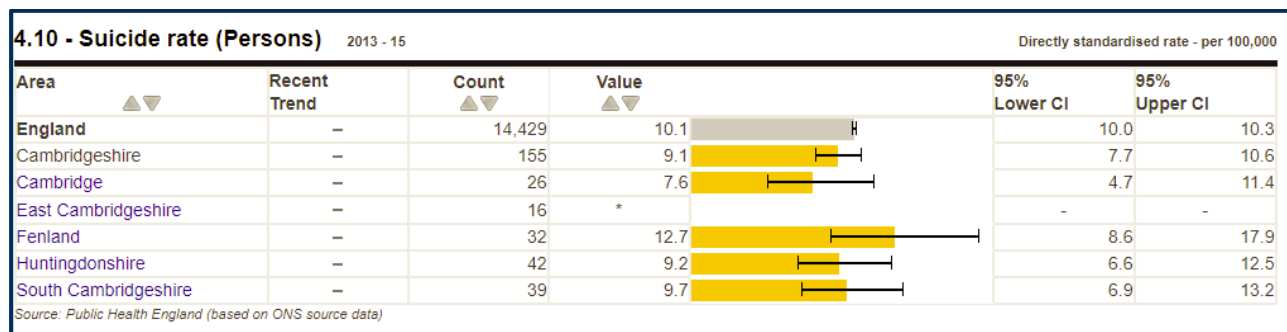 4.10 - Suicide rate (Persons) 2013 - 15 Directly standardised rate - per 100,000
Area Recent Count Value 95% 95%
Trend Lower CI Upper CI
England – 14,429 10.1 10.0 10.3
Cambridgeshire – 155 9.1 7.7 10.6
Cambridge – 26 7.6 4.7 11.4
East Cambridgeshire – 16 * - -
Fenland – 32 12.7 8.6 17.9
Huntingdonshire – 42 9.2 6.6 12.5
South Cambridgeshire – 39 9.7 6.9 13.2
Source: Public Health England (based on ONS source data)